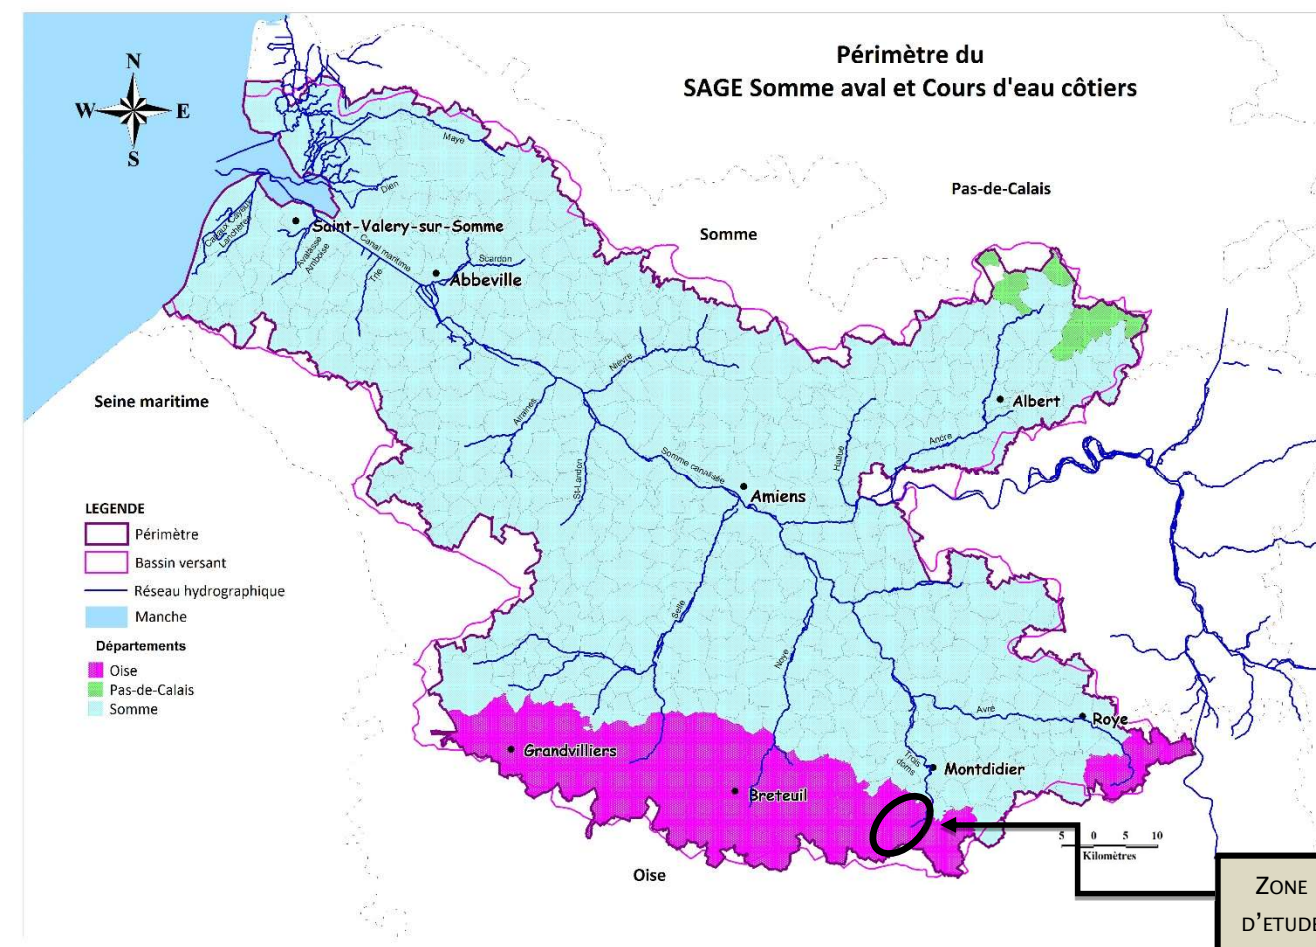 Périmètre du
SAGE Somme aval et Cours d'eau côtiers
N
W
E
S
Maye
Pas-de-Calais
Dien
Somme
Saint-Valery-sur-Somme
Canal maritime
Avalasse
Amboise
Trie
Scardon
Abbeville
Nièvre
Seine maritime
Airaines
Albert
Ancre
Hallue
St-Landon
Somme canalisée
Amiens
LEGENDE
Périmètre
Bassin versant
Réseau hydrographique
Manche
Départements
Oise
Pas-de-Calais
Somme
Selle
Noye
Avre
Roye
Grandvilliers
Trois
doms
Montdidier
Breteuil
5 0 5 10
Kilomètres
Oise
ZONE
D'ETUDE